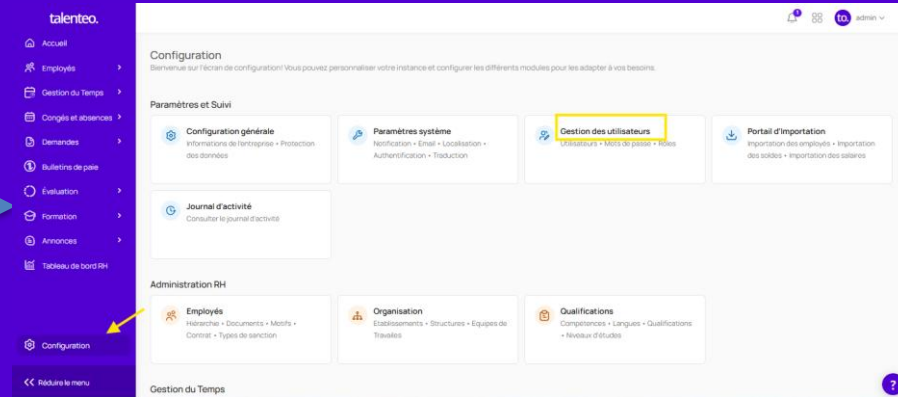 talenteo.
1
to. admin
Accueil
Employés
Gestion du Temps
Congés et absences
Demandes
Bulletins de paie
Évaluation
Formation
Annonces
Tableau de bord RH
Configuration
Réduire le menu
Configuration
Bienvenue sur l'écran de configuration! Vous pouvez personnaliser votre instance et configurer les différents modules pour les adapter à vos besoins.
Paramètres et Suivi
Configuration générale
Informations de l'entreprise • Protection
des données
Paramètres système
Notification • Email • Localisation •
Authentification • Traduction
Gestion des utilisateurs
Utilisateurs • Mots de passe • Rôles
Portail d'Importation
Importation des employés • Importation
des soldes • Importation des salaires
Journal d'activité
Consulter le journal d'activité
Administration RH
Employés
Hiérarchie • Documents • Motifs •
Contrat • Types de sanction
Organisation
Etablissements • Structures • Equipes de
Travailes
Qualifications
Compétences • Langues • Qualifications
• Niveaux d'études
Gestion du Temps
?